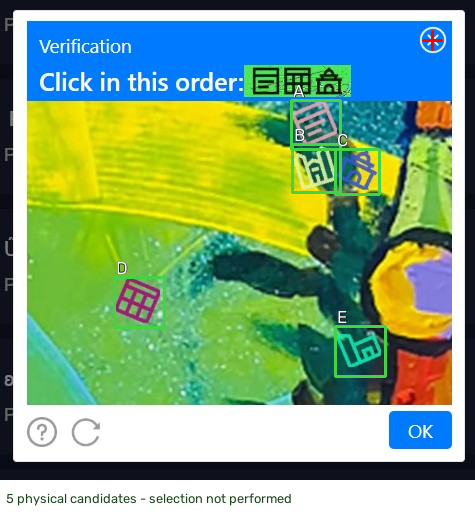 Verification
Click in this order:
A
B
C
D
E
OK
5 physical candidates - selection not performed